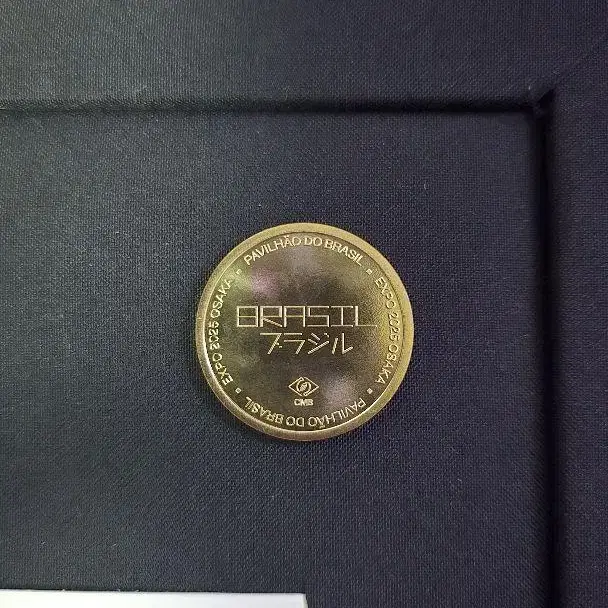 PAVILHÃO DO BRASIL • EXPO 2025 OSAKA • PAVILHÃO DO BRASIL • EXPO 2025 OSAKA •
BRASIL
ブラジル
CMB